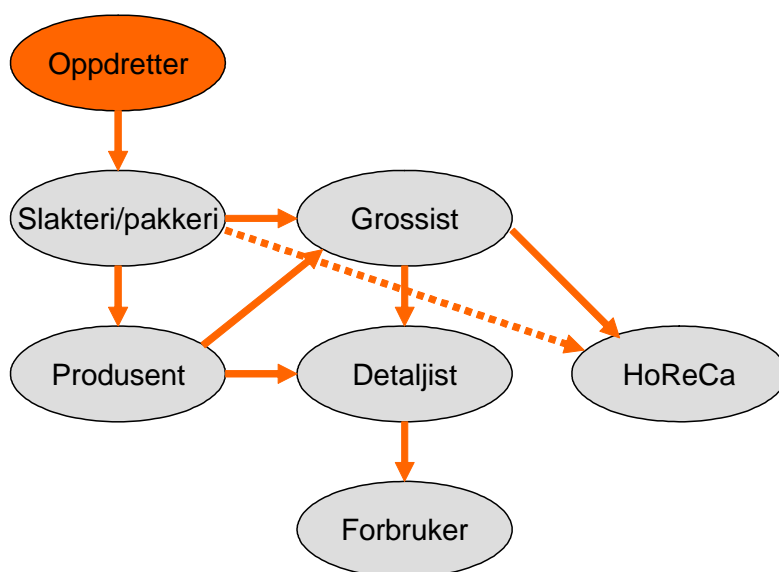 Oppdretter
Slakteri/pakkeri
Grossist
Produsent
Detaljist
HoReCa
Forbruker